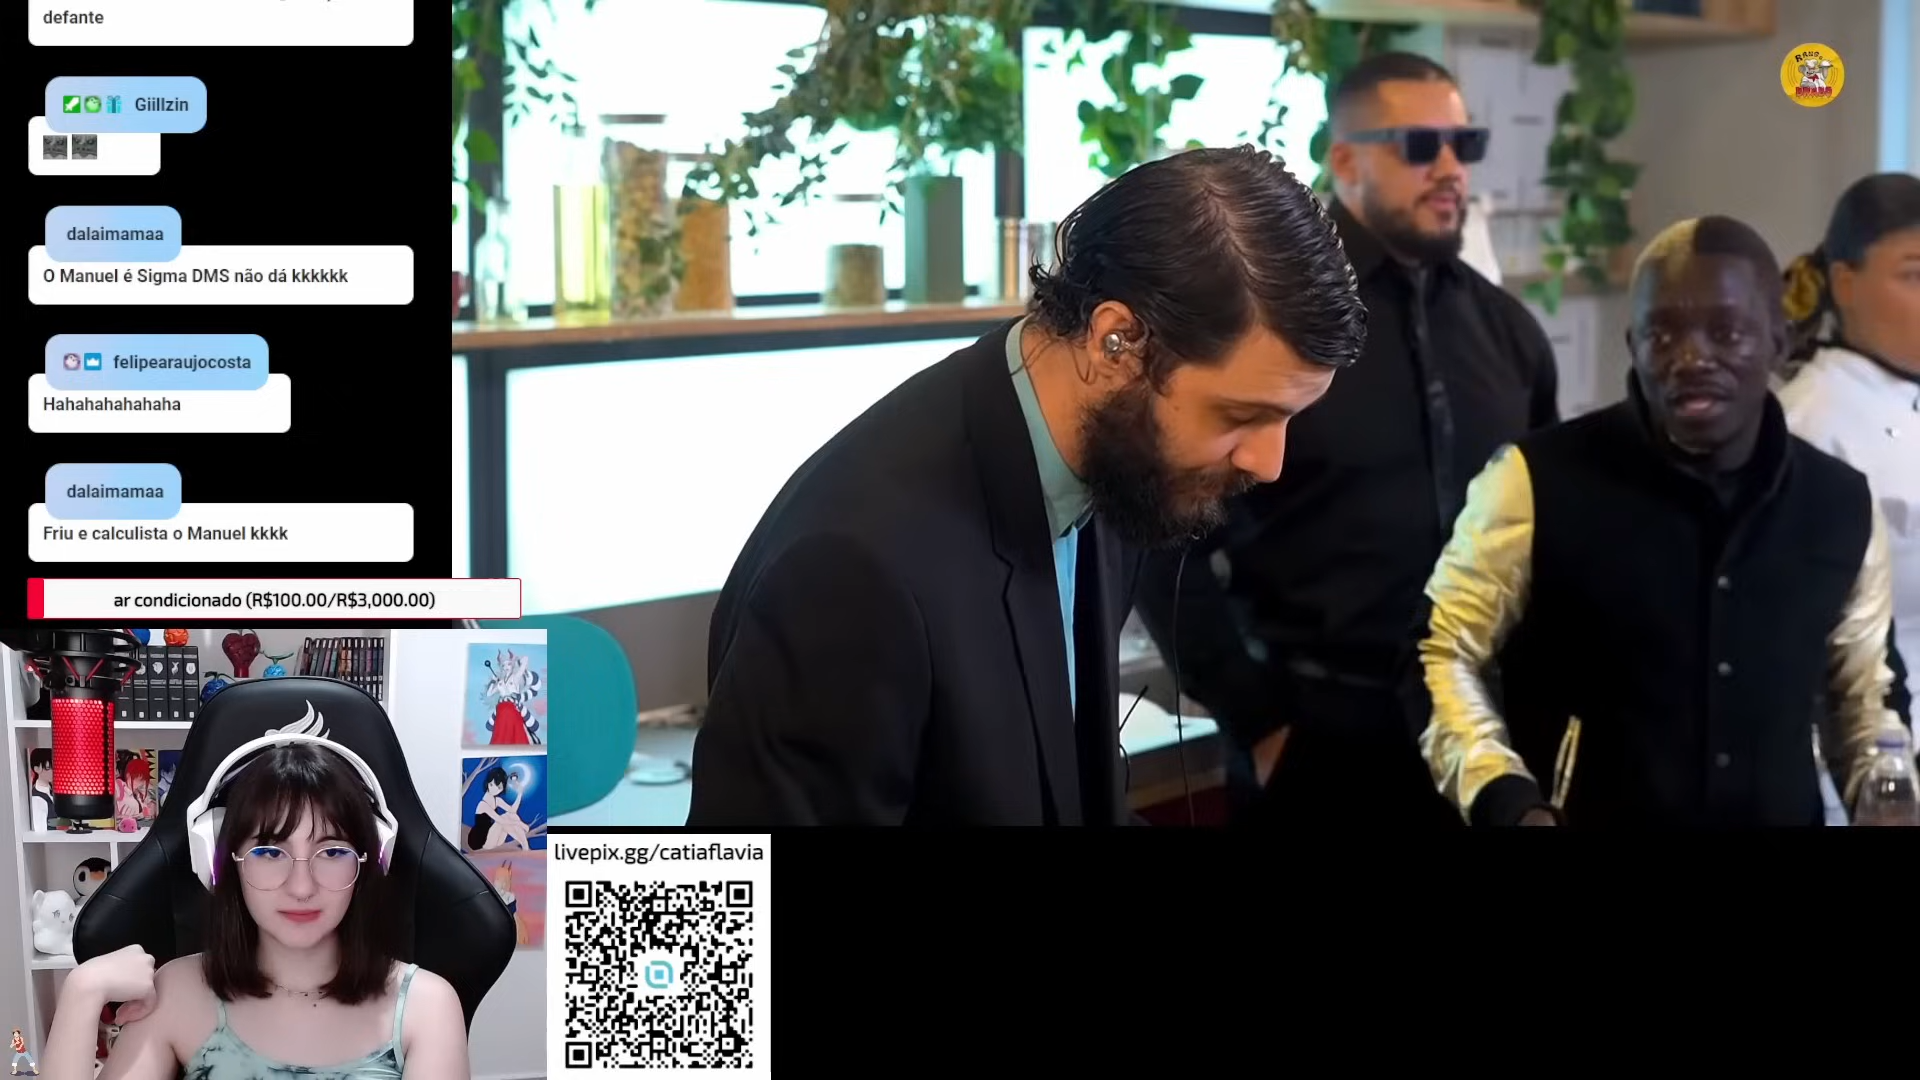 defante
Giillzin
dalaimamaa
O Manuel é Sigma DMS não dá kkkkkk
felipearaujocosta
Hahahahahahaha
dalaimamaa
Friu e calculista o Manuel kkkk
ar condicionado (R$100.00/R$3,000.00)
livepix.gg/catiaflavia